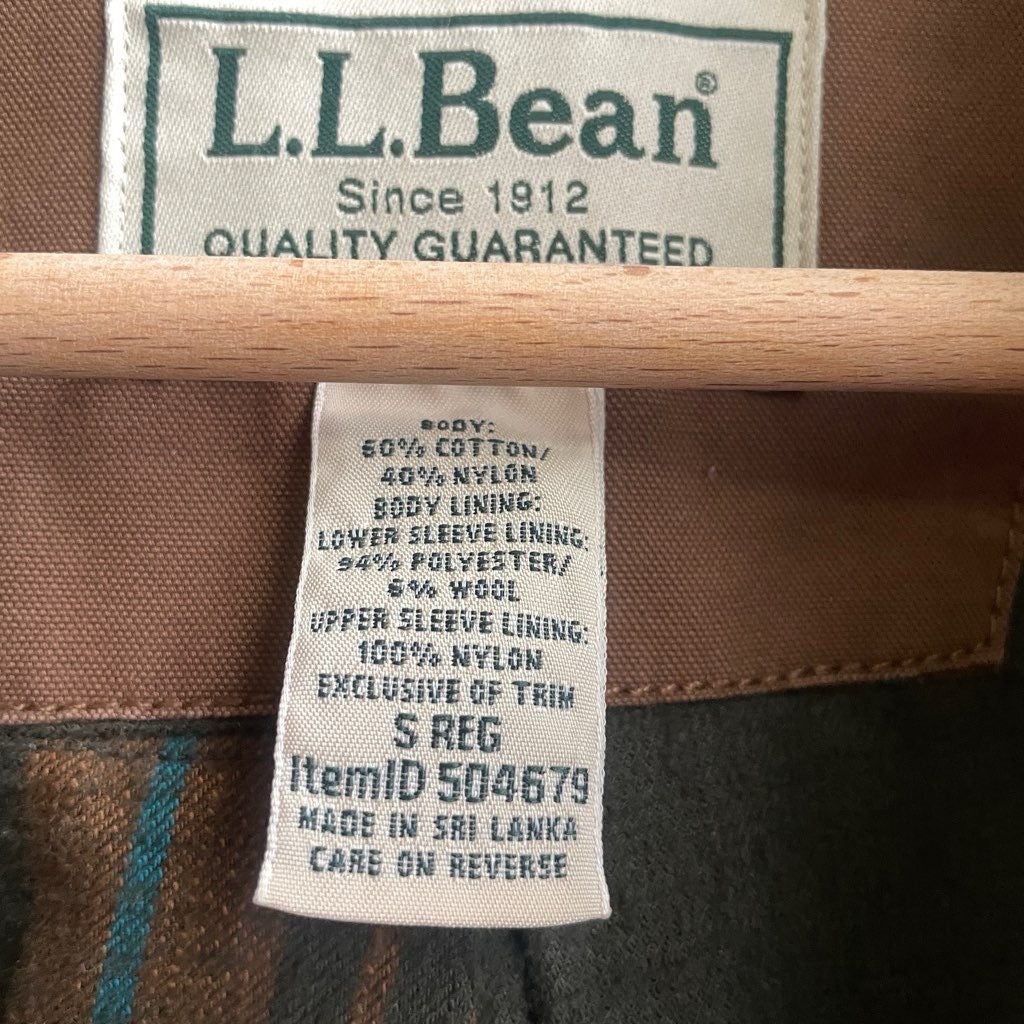 L.L.Bean®
Since 1912
QUALITY GUARANTEED
BODY:
60% COTTON/
40% NYLON
BODY LINING:
LOWER SLEEVE LINING:
94% POLYESTER/
6% WOOL
UPPER SLEEVE LINING:
100% NYLON
EXCLUSIVE OF TRIM
S REG
ItemID 504679
MADE IN SRI LANKA
CARE ON REVERSE